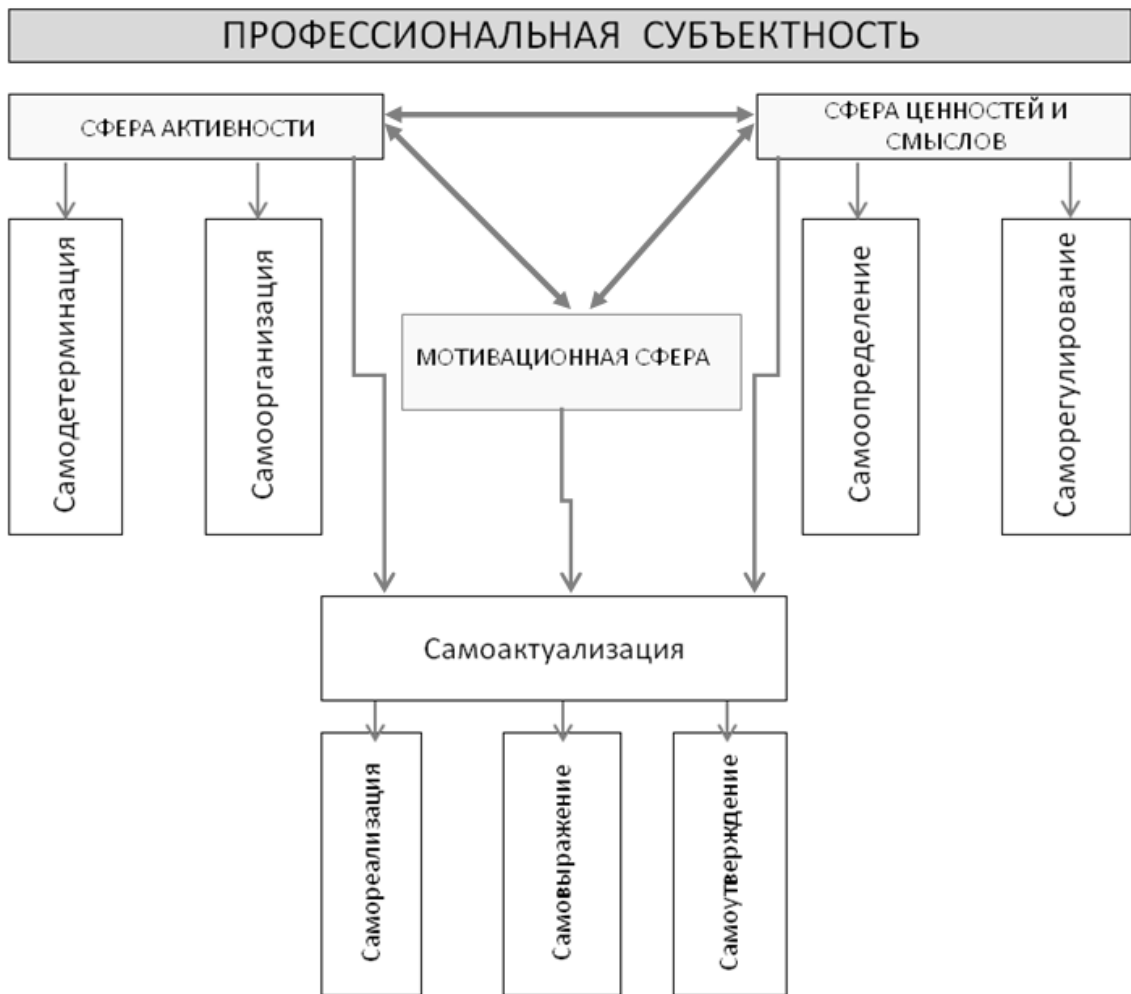 ПРОФЕССИОНАЛЬНАЯ СУБЪЕКТНОСТЬ
СФЕРА АКТИВНОСТИ
СФЕРА ЦЕННОСТЕЙ И
СМЫСЛОВ
Самодетерминация
Самоорганизация
МОТИВАЦИОННАЯ СФЕРА
Самоопределение
Саморегулирование
Самоактуализация
Самореализация
Самовыражение
Самоутверждение